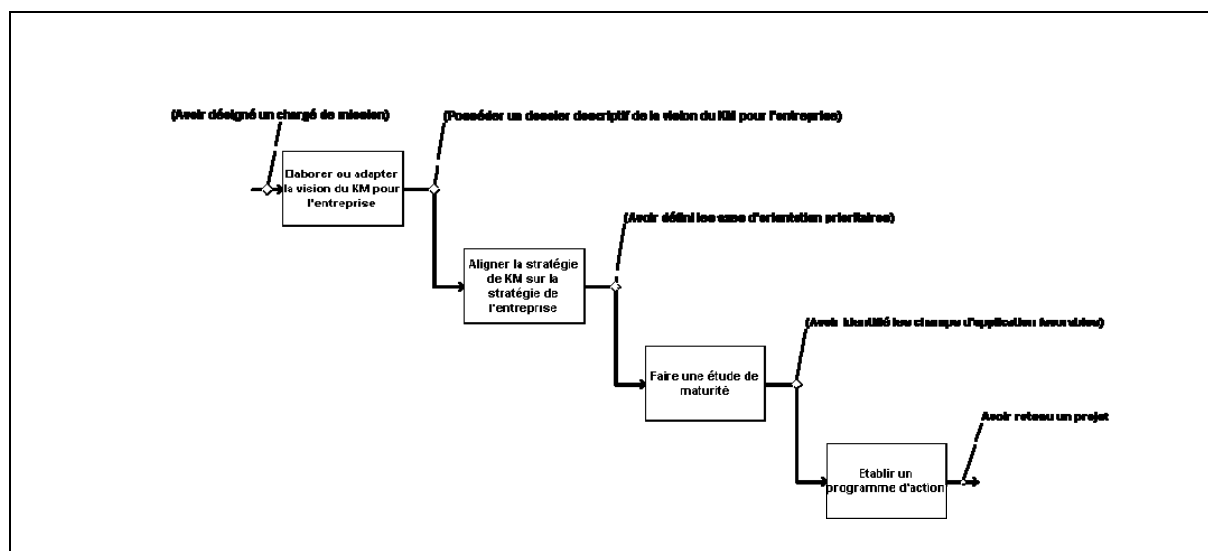 (Avoir désigné un chargé de mission)
(Posséder un dossier descriptif de la vision du KM pour l'entreprise)
Elaborer ou adapter
la vision du KM pour
l'entreprise
(Avoir défini les axes d'orientation prioritaires)
Aligner la stratégie
de KM sur la
stratégie de
l'entreprise
(Avoir identifié les champs d'application favorables)
Faire une étude de
maturité
Avoir retenu un projet
Etablir un
programme d'action